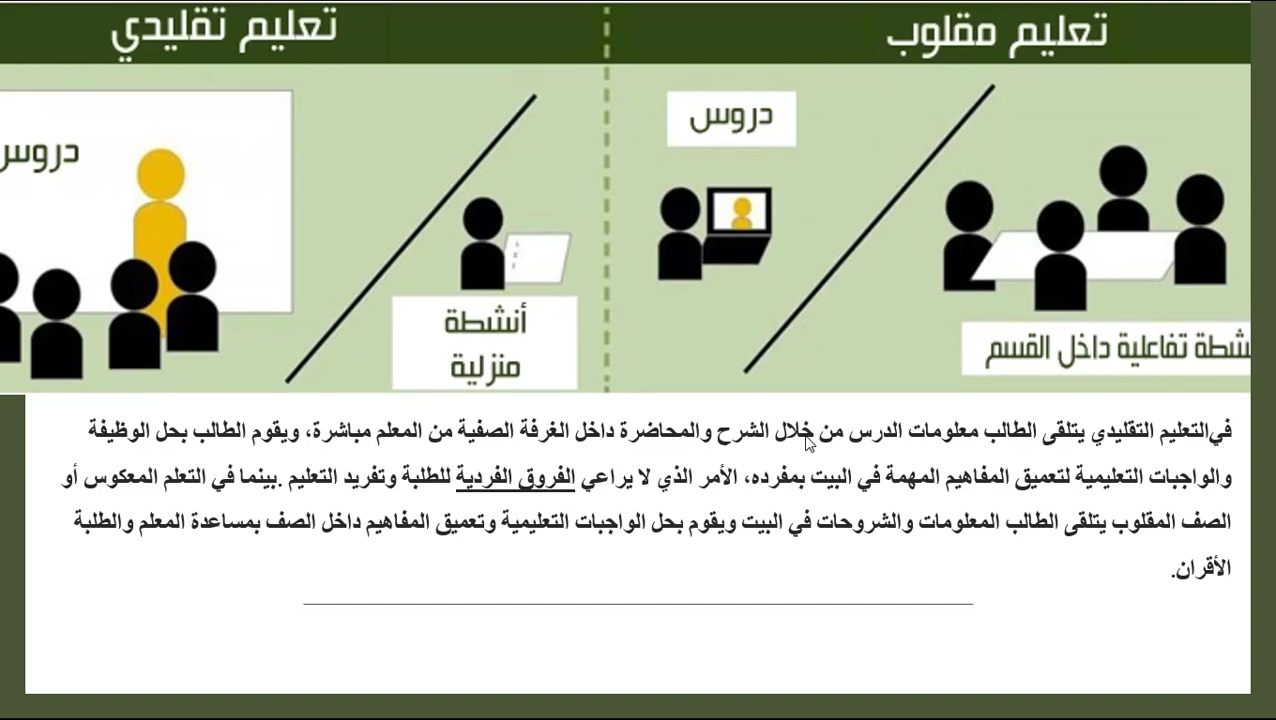 تعليم مقلوب
تعليم تقليدي
دروس
دروس
أنشطة
منزلية
نشطة تفاعلية داخل القسم
في التعليم التقليدي يتلقى الطالب معلومات الدرس من خلال الشرح والمحاضرة داخل الغرفة الصفية من المعلم مباشرة، ويقوم الطالب بحل الوظيفة
والواجبات التعليمية لتعميق المفاهيم المهمة في البيت بمفرده، الأمر الذي لا يراعي الفروق الفردية للطلبة وتفريد التعليم .بينما في التعلم المعكوس أو
الصف المقلوب يتلقى الطالب المعلومات والشروحات في البيت ويقوم بحل الواجبات التعليمية وتعميق المفاهيم داخل الصف بمساعدة المعلم والطلبة
الأقران.